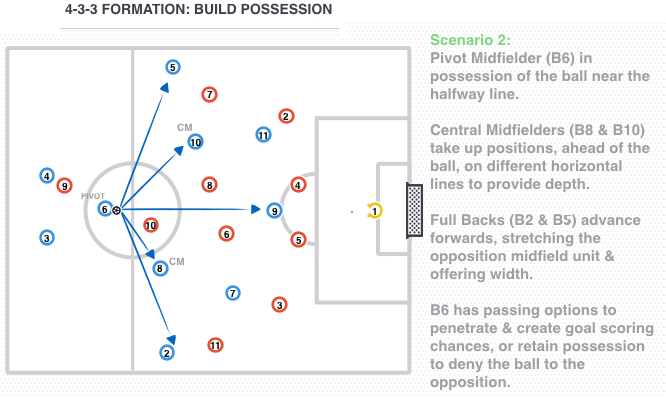 4-3-3 FORMATION: BUILD POSSESSION
Scenario 2:
Pivot Midfielder (B6) in
possession of the ball near the
halfway line.
Central Midfielders (B8 & B10)
take up positions, ahead of the
ball, on different horizontal
lines to provide depth.
Full Backs (B2 & B5) advance
forwards, stretching the
opposition midfield unit &
offering width.
B6 has passing options to
penetrate & create goal scoring
chances, or retain possession
to deny the ball to the
opposition.
5
7
2
CM
10
11
4
9
8
4
PIVOT
6
9
1
10
6
5
3
8
CM
7
3
2
11